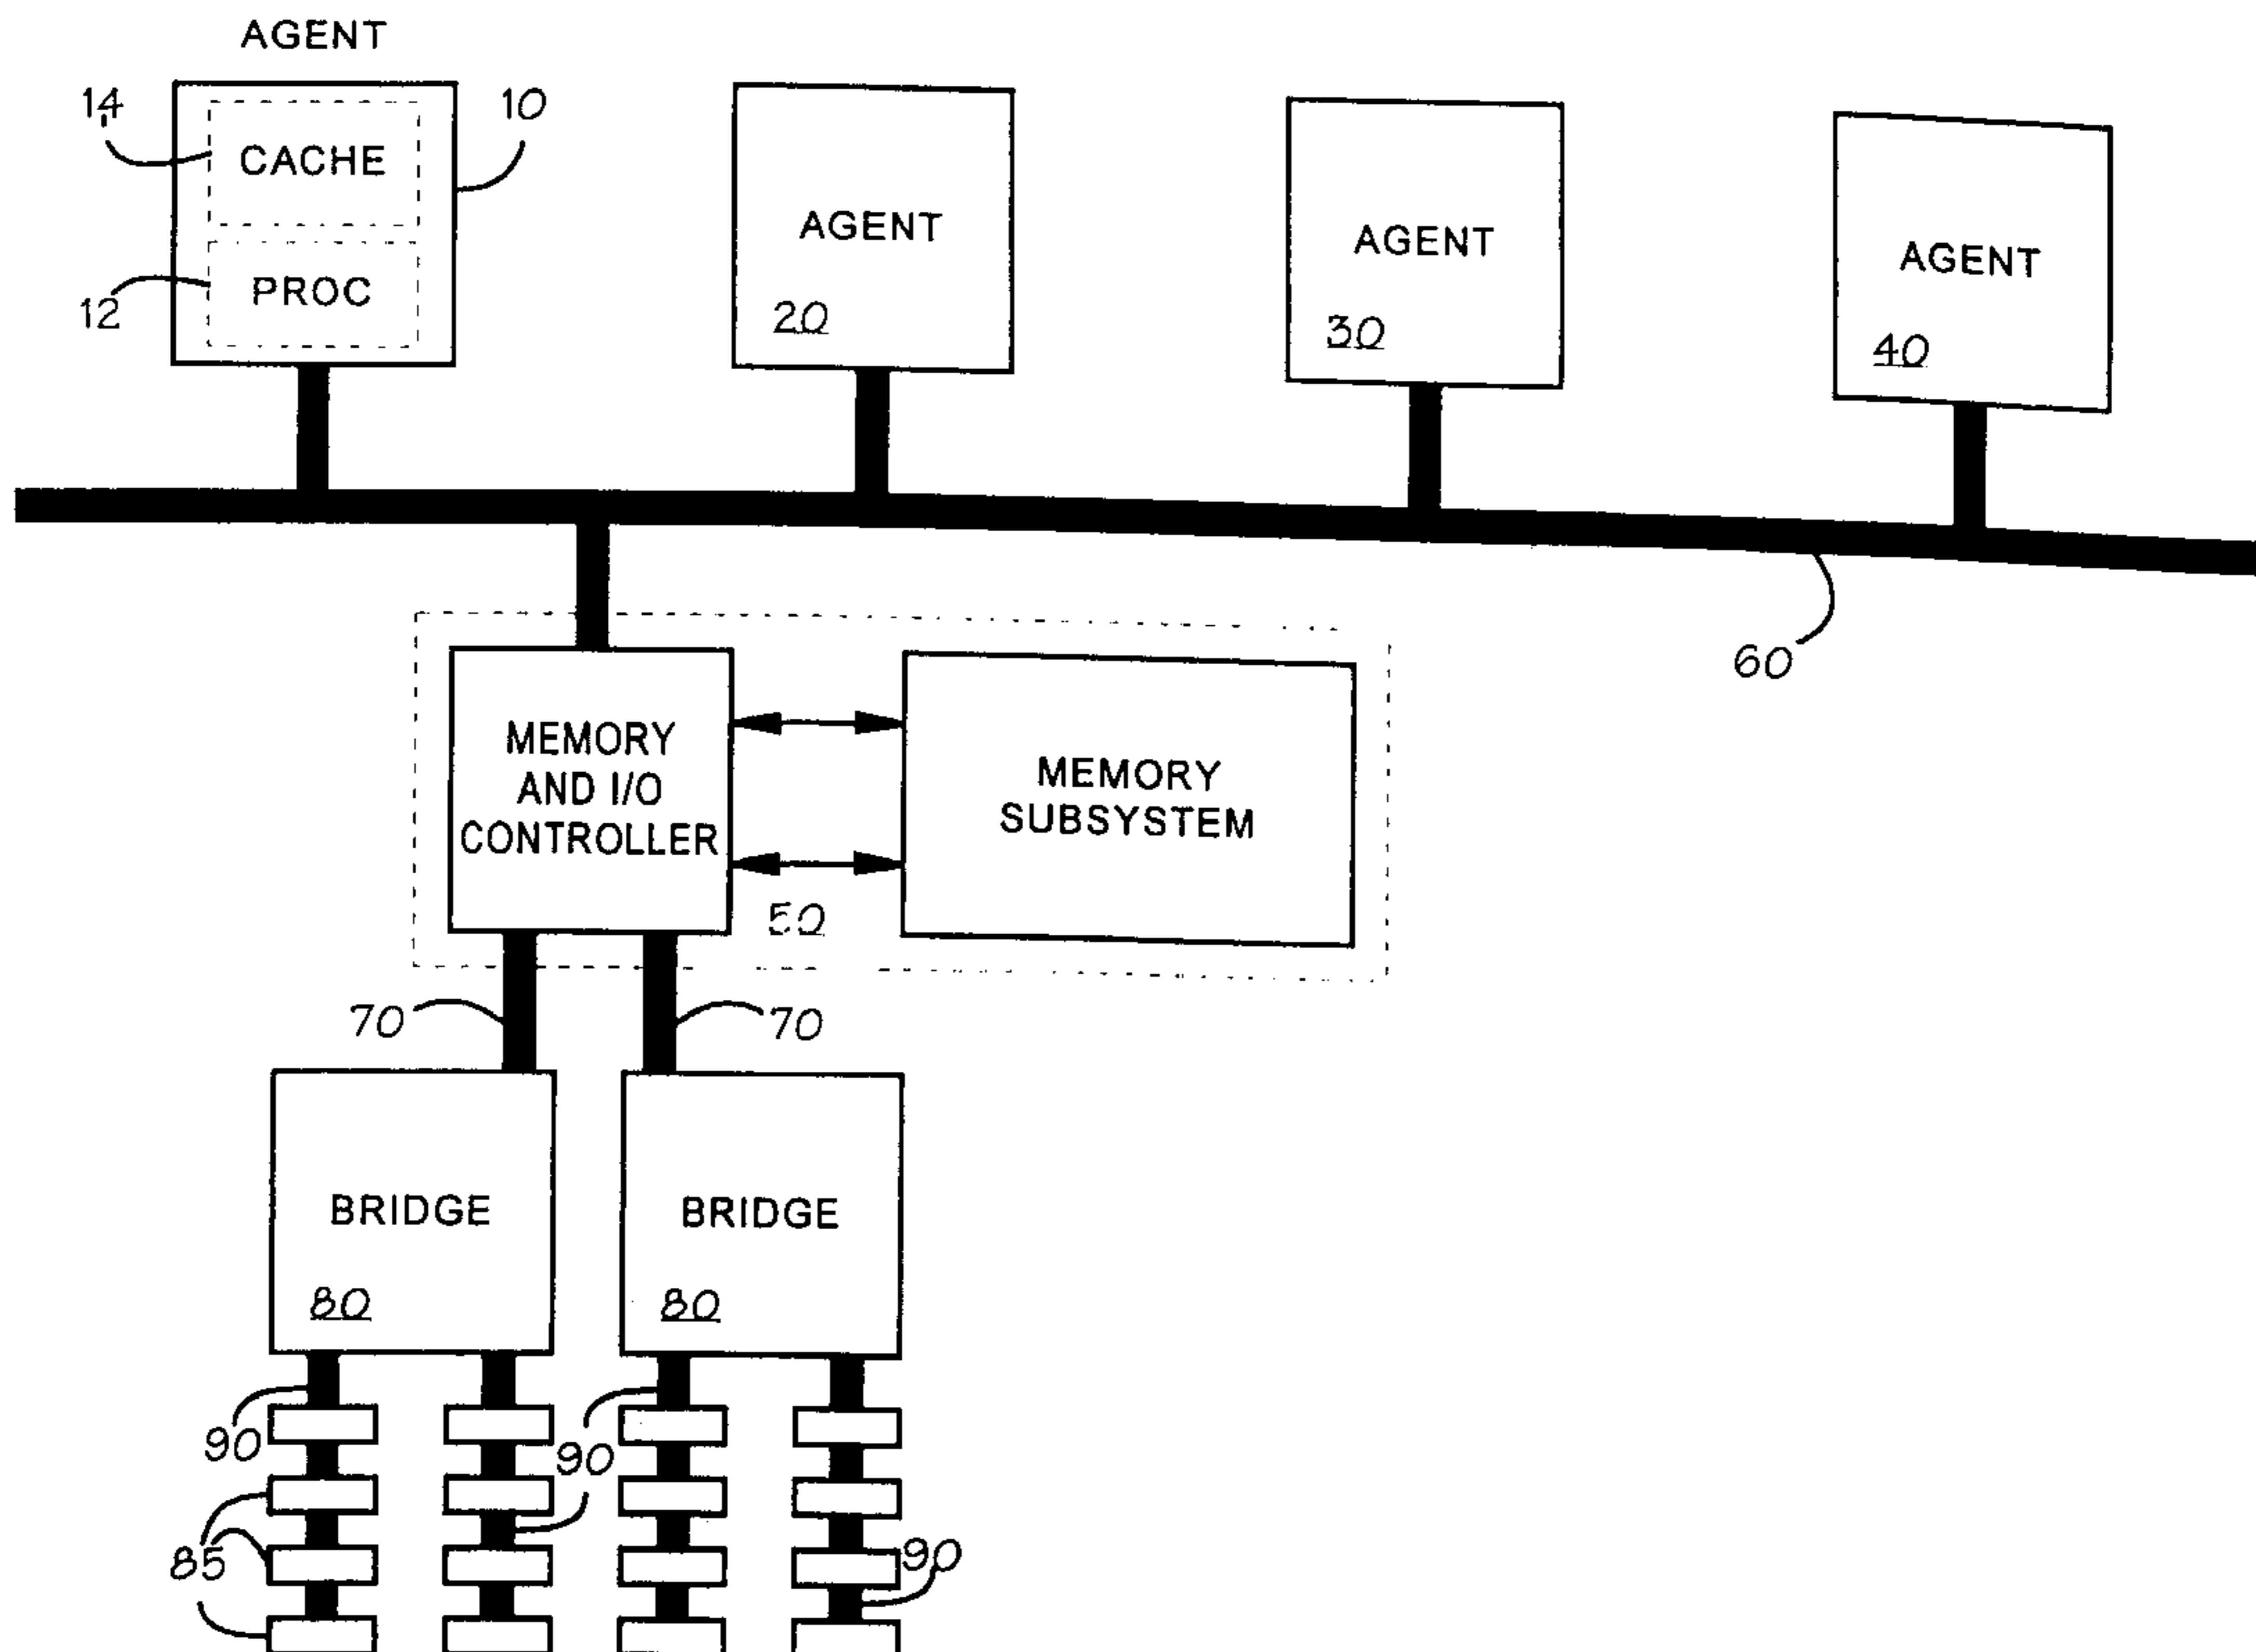 AGENT
14
10
CACHE
PROC
12
AGENT
20
AGENT
30
AGENT
40
60
MEMORY
AND I/O
CONTROLLER
MEMORY
SUBSYSTEM
50
70
70
BRIDGE
80
BRIDGE
80
90
90
85
90